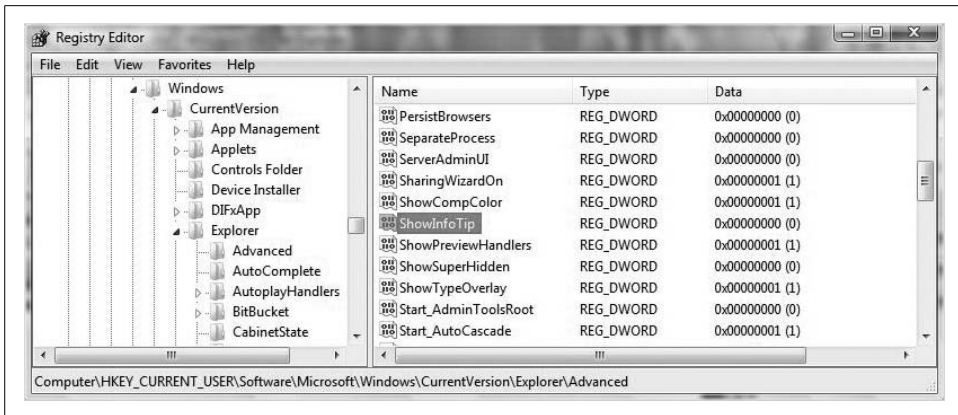 Registry Editor
File Edit View Favorites Help
Windows
CurrentVersion
App Management
Applets
Controls Folder
Device Installer
DIFxApp
Explorer
Advanced
AutoComplete
AutoplayHandlers
BitBucket
CabinetState
Name Type Data
PersistBrowsers REG_DWORD 0x00000000 (0)
SeparateProcess REG_DWORD 0x00000000 (0)
ServerAdminUI REG_DWORD 0x00000000 (0)
SharingWizardOn REG_DWORD 0x00000001 (1)
ShowCompColor REG_DWORD 0x00000001 (1)
ShowInfoTip REG_DWORD 0x00000000 (0)
ShowPreviewHandlers REG_DWORD 0x00000001 (1)
ShowSuperHidden REG_DWORD 0x00000000 (0)
ShowTypeOverlay REG_DWORD 0x00000001 (1)
Start_AdminToolsRoot REG_DWORD 0x00000000 (0)
Start_AutoCascade REG_DWORD 0x00000001 (1)
Computer\HKEY_CURRENT_USER\Software\Microsoft\Windows\CurrentVersion\Explorer\Advanced